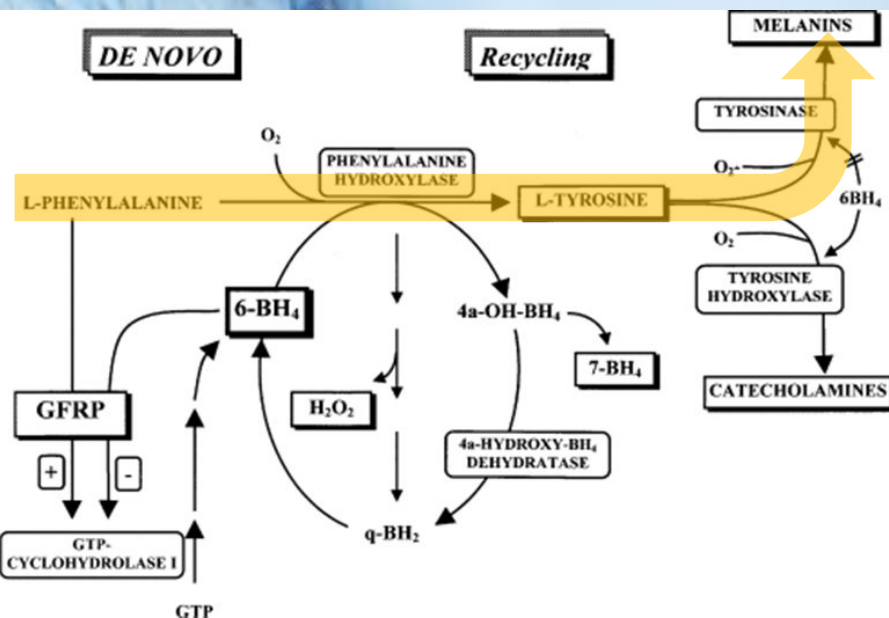 MELANINS
DE NOVO
Recycling
TYROSINASE
O₂
PHENYLALANINE
HYDROXYLASE
O₂·
L-PHENYLALANINE
L-TYROSINE
6BH₄
O₂
TYROSINE
HYDROXYLASE
6-BH₄
4a-OH-BH₄
7-BH₄
CATECHOLAMINES
GFRP
H₂O₂
4a-HYDROXY-BH₄
DEHYDRATASE
+
-
q-BH₂
GTP-
CYCLOHYDROLASE I
GTP